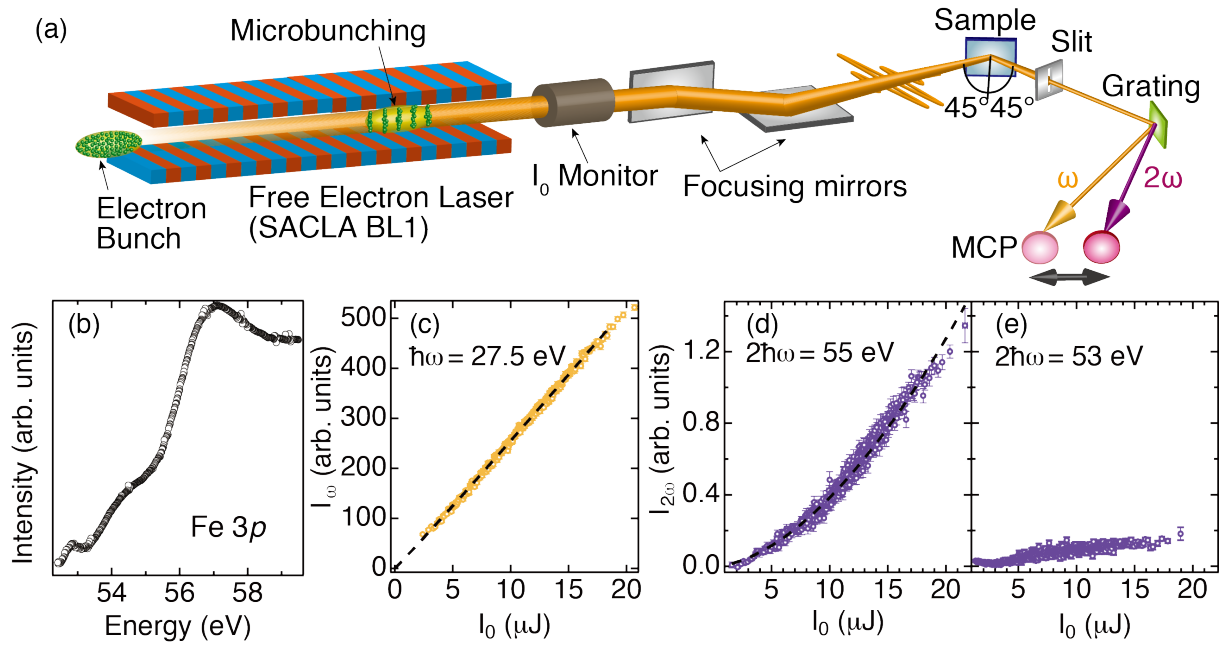 (a)
Microbunching
Sample
Slit
Grating
45° 45°
I₀ Monitor
Focusing mirrors
Free Electron Laser
(SACLA BL1)
Electron
Bunch
ω
2ω
MCP
(b)
Intensity (arb. units)
Fe 3p
54 56 58
Energy (eV)
(c)
ħω = 27.5 eV
I ω (arb. units)
500
400
300
200
100
0
0 5 10 15 20
I₀ (μJ)
(d)
2ħω = 55 eV
I₂ω (arb. units)
1.2
0.8
0.4
0.0
5 10 15 20
I₀ (μJ)
(e)
2ħω = 53 eV
5 10 15 20
I₀ (μJ)